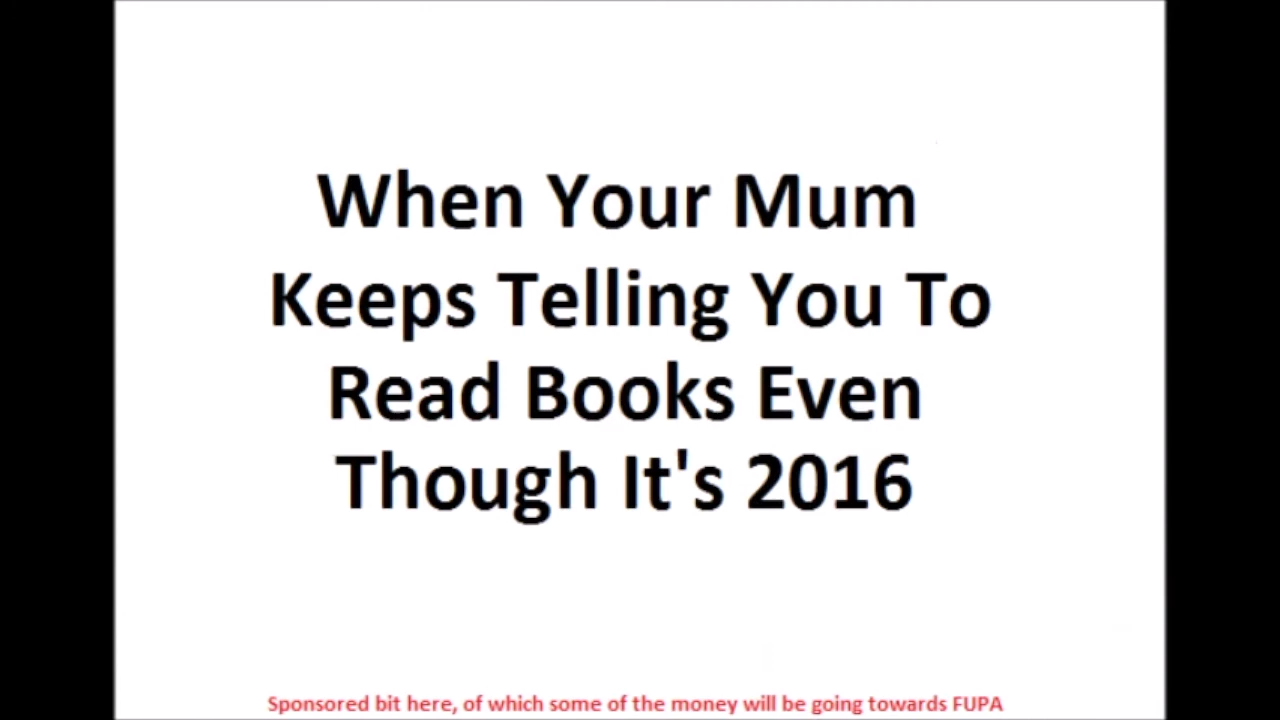 When Your Mum
Keeps Telling You To
Read Books Even
Though It's 2016
Sponsored bit here, of which some of the money will be going towards FUPA